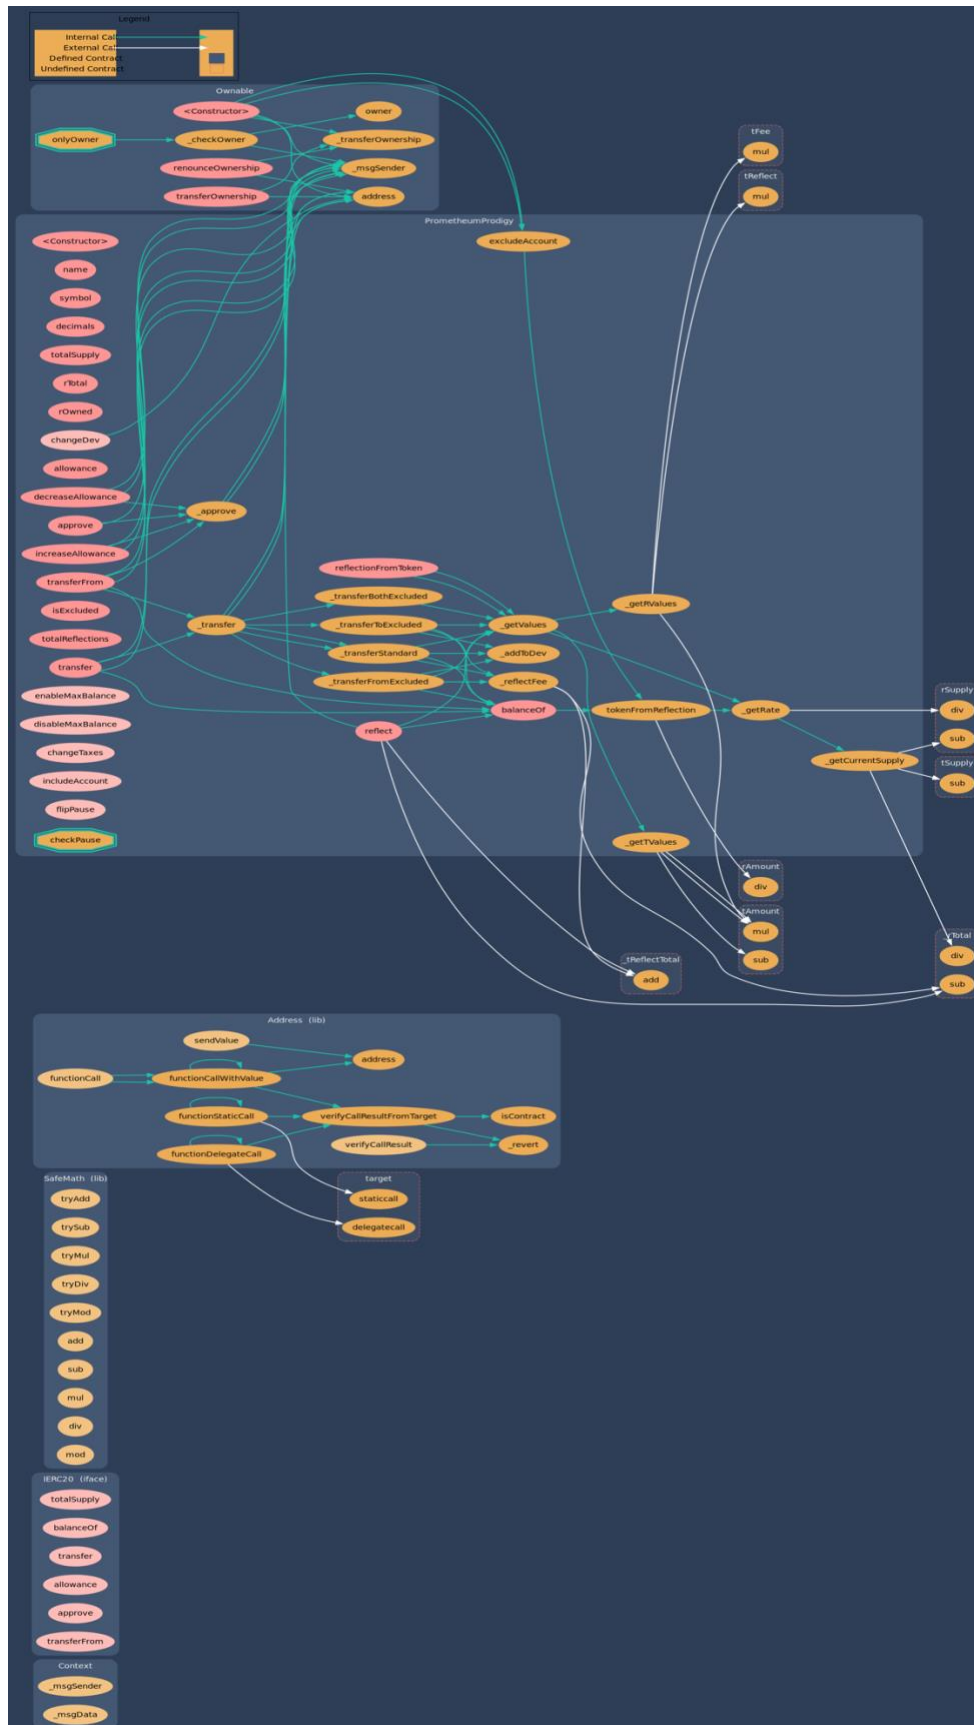 Legend
Internal Call
External Call
Defined Contract
Undefined Contract
Ownable
<Constructor>
owner
onlyOwner
_checkOwner
_transferOwnership
renounceOwnership
_msgSender
transferOwnership
address
tFee
mul
tReflect
mul
PrometheumProdigy
<Constructor>
excludeAccount
name
symbol
decimals
totalSupply
rTotal
rOwned
changeDev
allowance
decreaseAllowance
_approve
approve
increaseAllowance
reflectionFromToken
transferFrom
_transferBothExcluded
_getRValues
isExcluded
_transfer
_transferToExcluded
_getValues
totalReflections
_transferStandard
_addToDev
transfer
_transferFromExcluded
_reflectFee
enableMaxBalance
balanceOf
tokenFromReflection
_getRate
disableMaxBalance
reflect
changeTaxes
_getCurrentSupply
includeAccount
flipPause
checkPause
_getTValues
rSupply
div
sub
tSupply
sub
rAmount
div
tAmount
mul
sub
_tReflectTotal
add
_rTotal
div
sub
Address (lib)
sendValue
address
functionCall
functionCallWithValue
functionStaticCall
verifyCallResultFromTarget
isContract
verifyCallResult
_revert
functionDelegateCall
target
staticcall
delegatecall
SafeMath (lib)
tryAdd
trySub
tryMul
tryDiv
tryMod
add
sub
mul
div
mod
IERC20 (iface)
totalSupply
balanceOf
transfer
allowance
approve
transferFrom
Context
_msgSender
_msgData